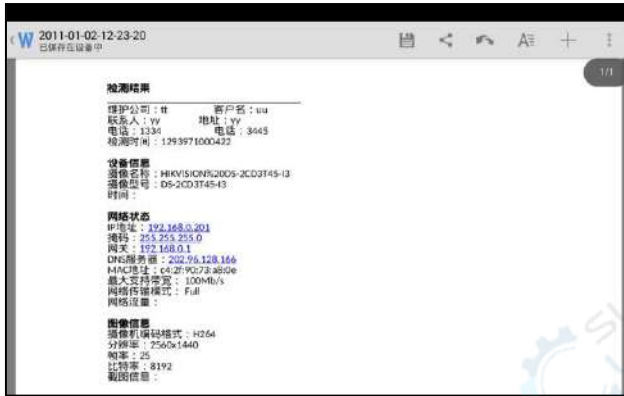 2011-01-02-12-23-20
已保存在设备中
1/1
检测结果
维护公司：tt 客户名：uu
联系人：yy 地址：yy
电话：1334 电话：3445
检测时间：1293971000422
设备信息
摄像名称：HIKVISION%20DS-2CD3T45-I3
摄像型号：DS-2CD3T45-I3
时间：
网络状态
IP地址：192.168.0.201
掩码：255.255.255.0
网关：192.168.0.1
DNS服务器：202.96.128.166
MAC地址：c4:2f:90:73:a8:0e
最大支持带宽：100Mb/s
网络传输模式：Full
网络流量：
图像信息
摄像机编码格式：H264
分辨率：2560x1440
帧率：25
比特率：8192
截图信息：